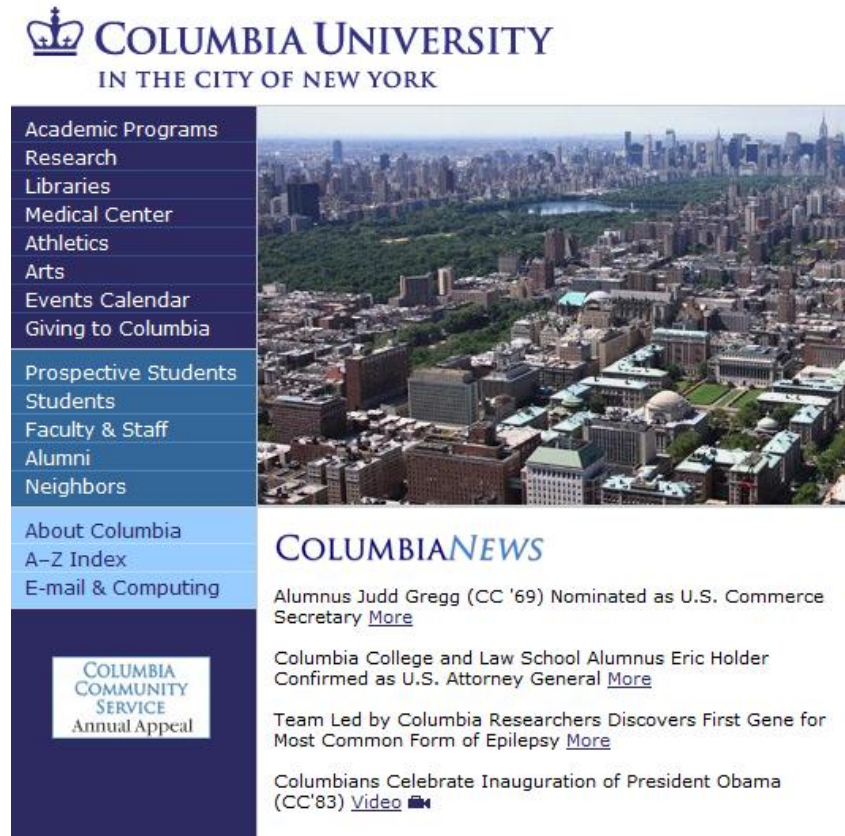 COLUMBIA UNIVERSITY
IN THE CITY OF NEW YORK
Academic Programs
Research
Libraries
Medical Center
Athletics
Arts
Events Calendar
Giving to Columbia
Prospective Students
Students
Faculty & Staff
Alumni
Neighbors
About Columbia
A–Z Index
E-mail & Computing
COLUMBIA
COMMUNITY
SERVICE
Annual Appeal
COLUMBIANEWS
Alumnus Judd Gregg (CC '69) Nominated as U.S. Commerce
Secretary More
Columbia College and Law School Alumnus Eric Holder
Confirmed as U.S. Attorney General More
Team Led by Columbia Researchers Discovers First Gene for
Most Common Form of Epilepsy More
Columbians Celebrate Inauguration of President Obama
(CC'83) Video